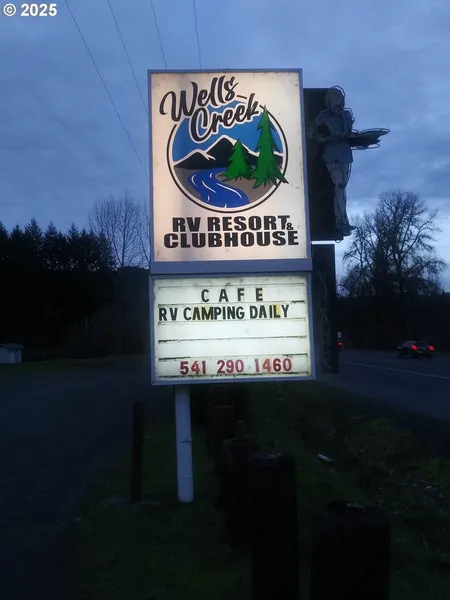 © 2025
Wells
Creek
RV RESORT &
CLUBHOUSE
CAFE
RV CAMPING DAILY
541 290 1460